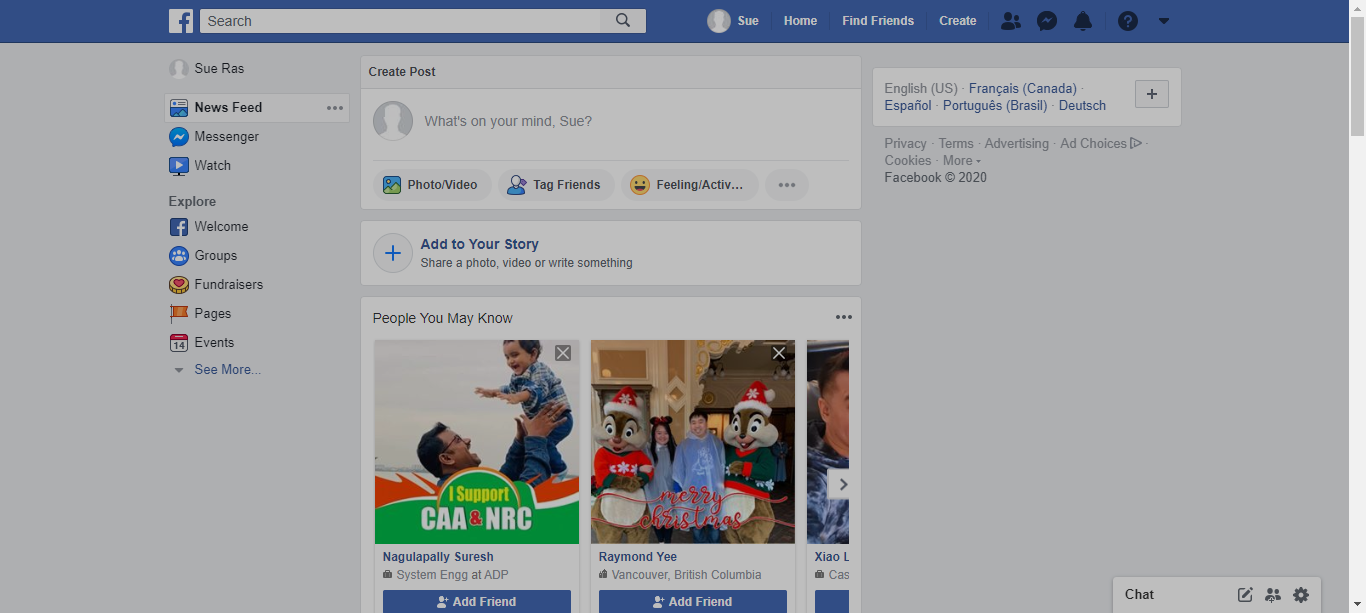 Search
Sue
Home
Find Friends
Create
Sue Ras
News Feed
Messenger
Watch
Explore
Welcome
Groups
Fundraisers
Pages
14
Events
See More...
Create Post
What's on your mind, Sue?
Photo/Video
Tag Friends
Feeling/Activ...
Add to Your Story
Share a photo, video or write something
People You May Know
I Support
CAA & NRC
Nagulapally Suresh
System Engg at ADP
Add Friend
merry
christmas
Raymond Yee
Vancouver, British Columbia
Add Friend
Xiao L
Cas
English (US) · Français (Canada) ·
Español · Português (Brasil) · Deutsch
Privacy · Terms · Advertising · Ad Choices ·
Cookies · More
Facebook © 2020
Chat